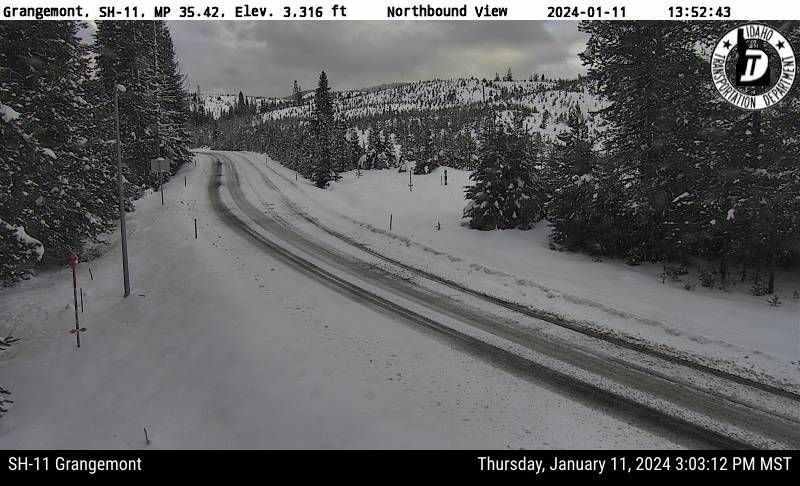 Grangemont, SH-11, MP 35.42, Elev. 3,316 ft Northbound View 2024-01-11 13:52:43
IDAHO TRANSPORTATION DEPARTMENT
SH-11 Grangemont Thursday, January 11, 2024 3:03:12 PM MST